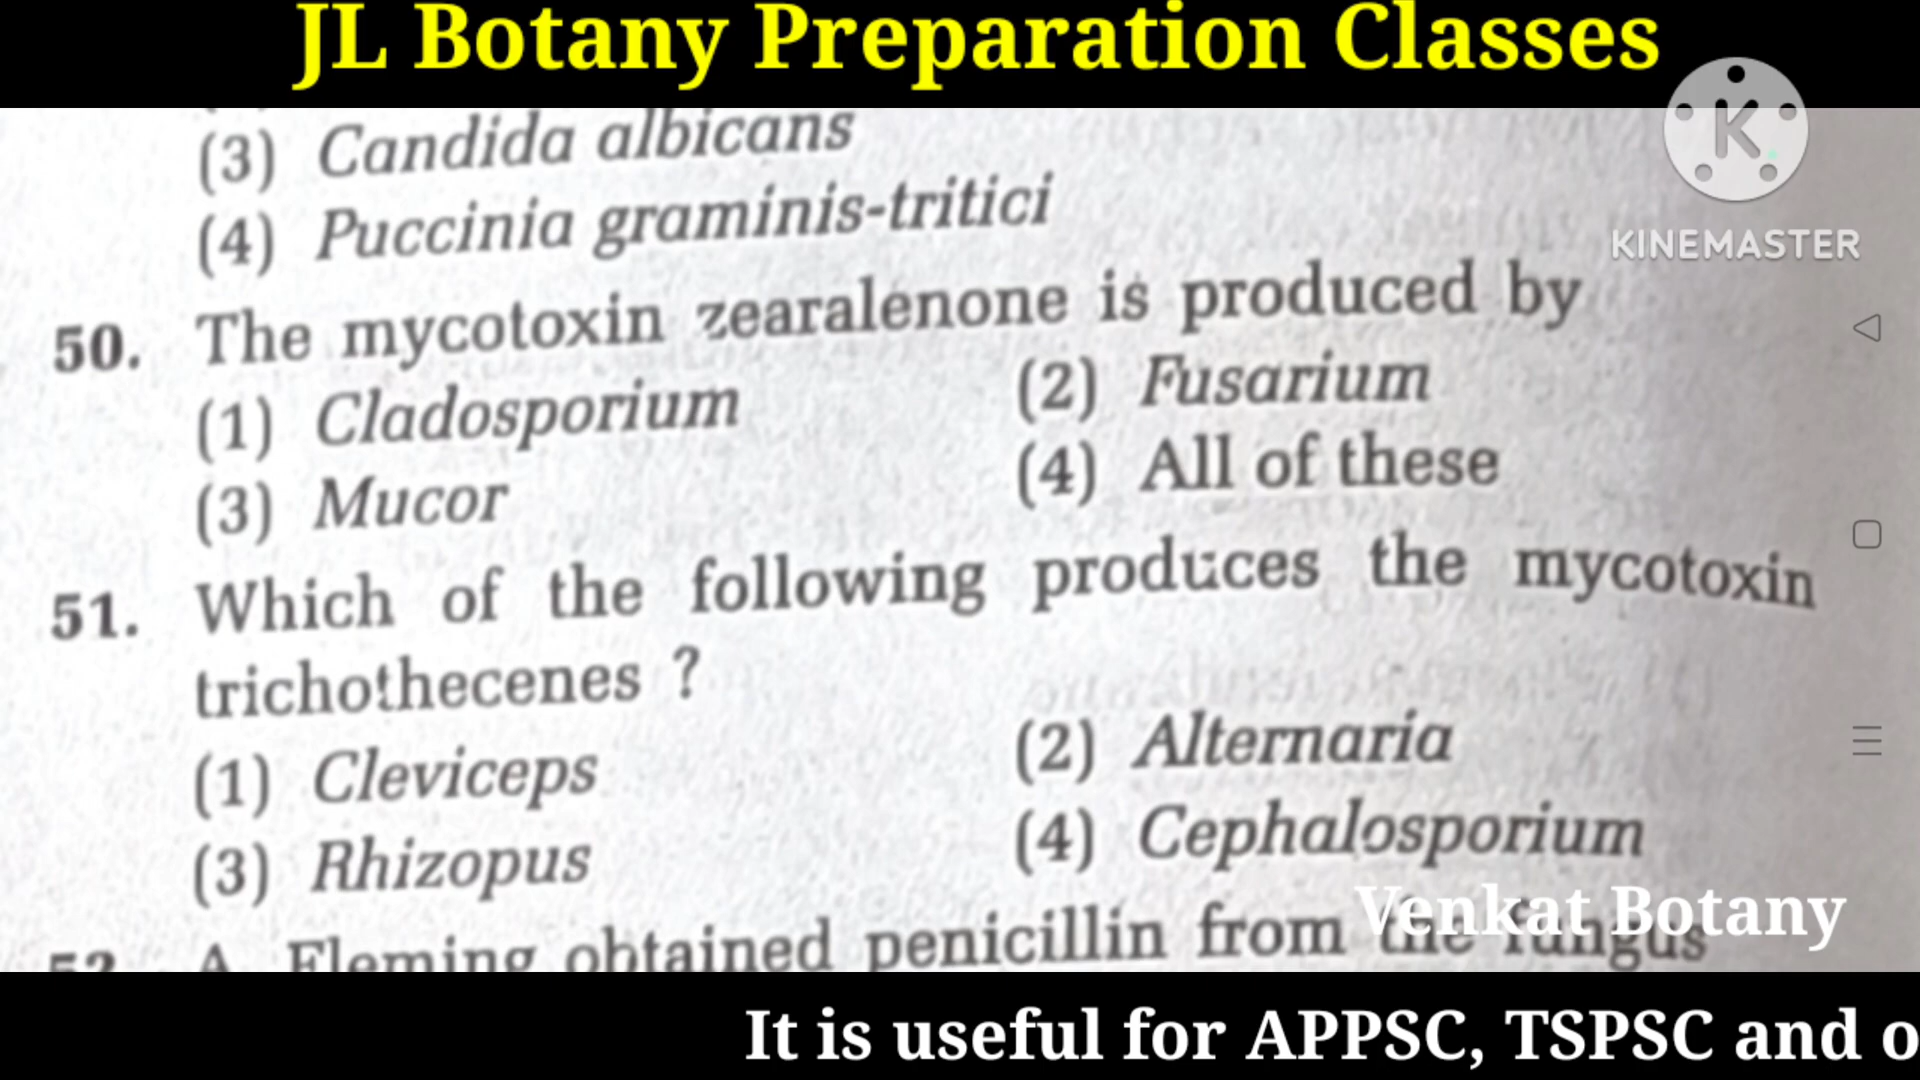 JL Botany Preparation Classes
(3) Candida albicans
(4) Puccinia graminis-tritici
K
KINEMASTER
50. The mycotoxin zearalenone is produced by
(1) Cladosporium (2) Fusarium
(3) Mucor (4) All of these
51. Which of the following produces the mycotoxin
trichothecenes ?
(1) Cleviceps (2) Alternaria
(3) Rhizopus (4) Cephalosporium
Venkat Botany
52 A. Fleming obtained penicillin from the fungus
It is useful for APPSC, TSPSC and o